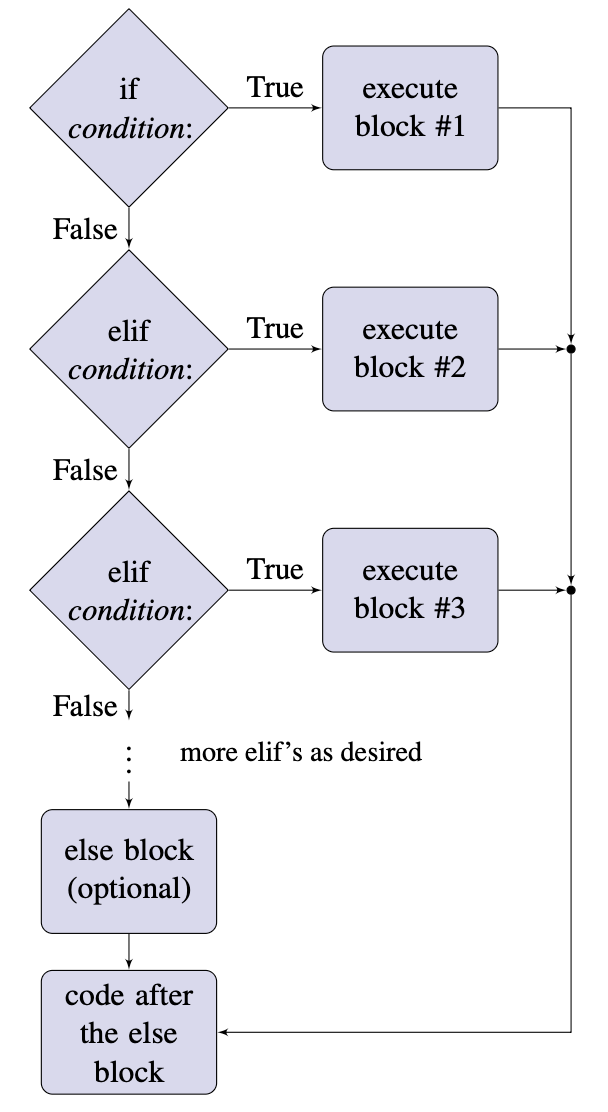 if
condition:
True
execute
block #1
False
elif
condition:
True
execute
block #2
False
elif
condition:
True
execute
block #3
False
more elif's as desired
else block
(optional)
code after
the else
block